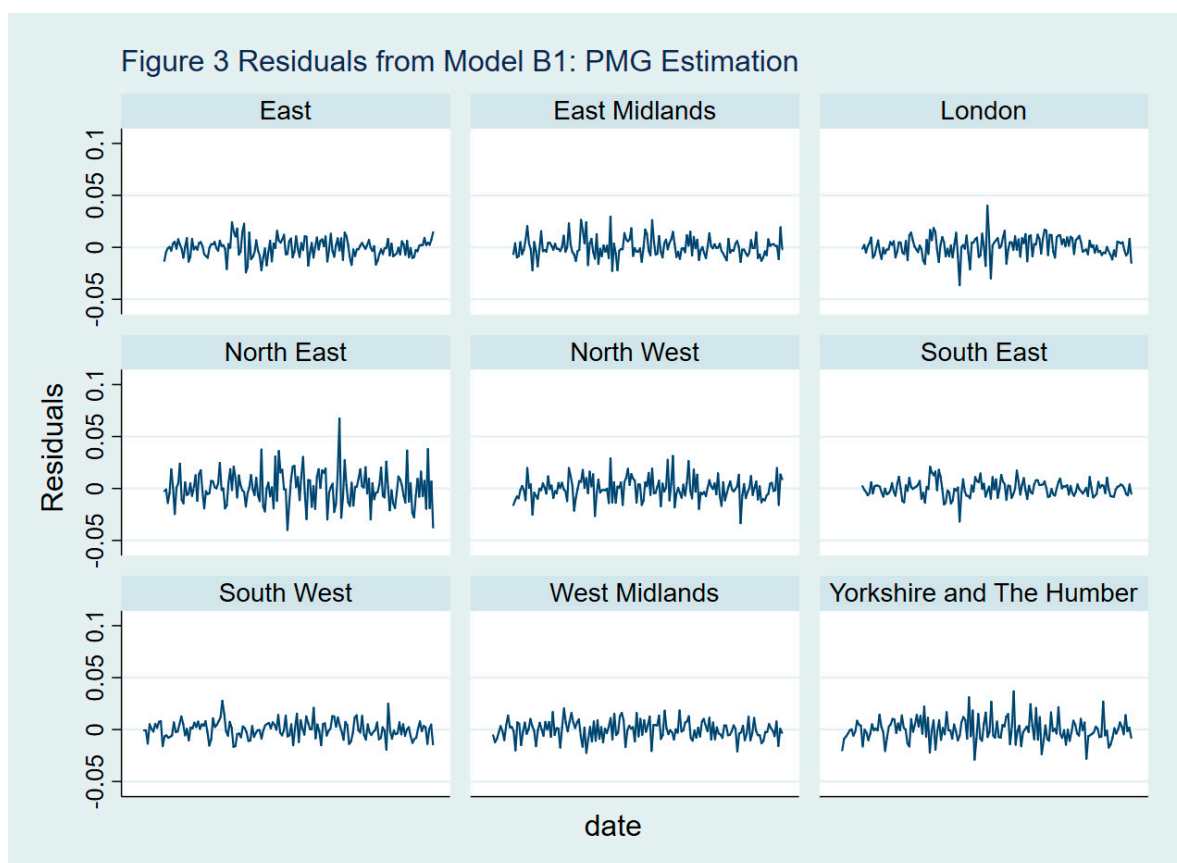 Figure 3 Residuals from Model B1: PMG Estimation
East
East Midlands
London
0.1
0.05
0
-0.05
North East
North West
South East
Residuals
0.1
0.05
0
-0.05
South West
West Midlands
Yorkshire and The Humber
0.1
0.05
0
-0.05
date